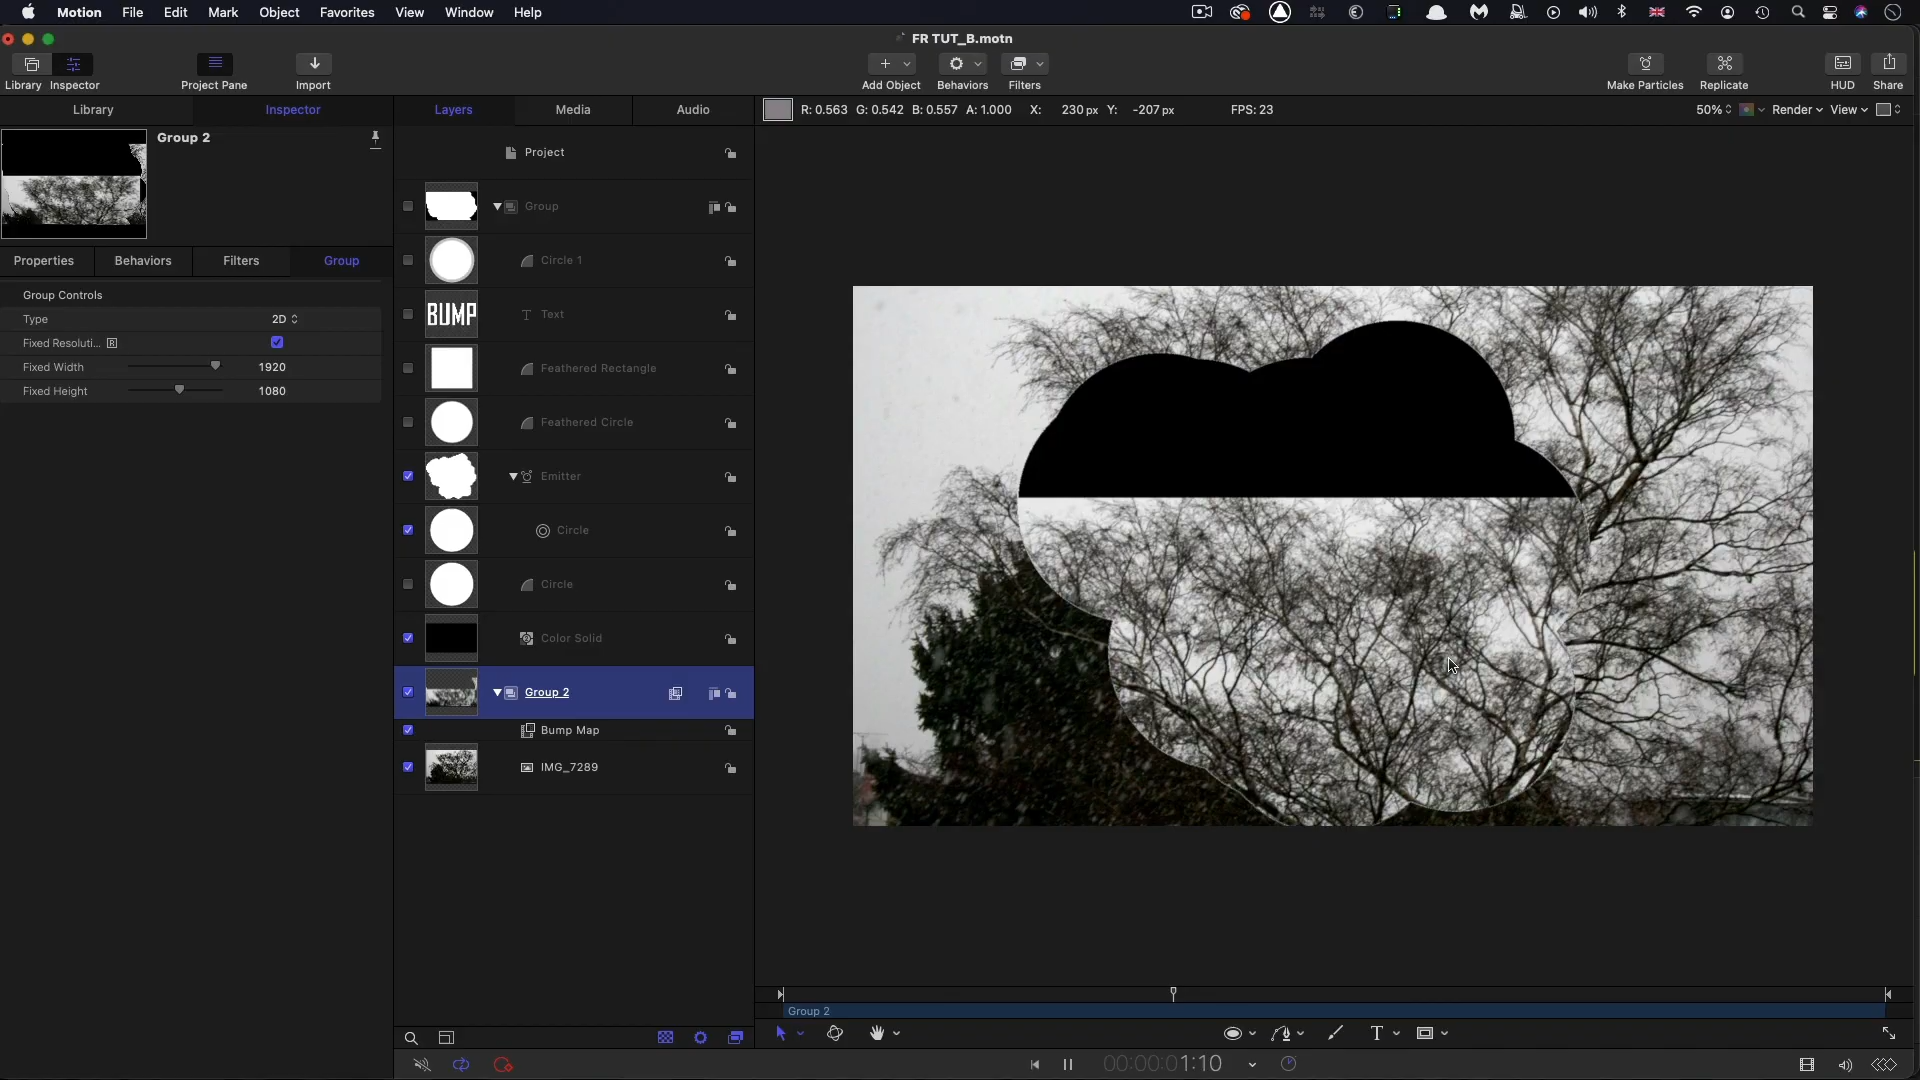 Motion File Edit Mark Object Favorites View Window Help
FR TUT_B.motn
Library Inspector Project Pane Import Add Object Behaviors Filters Make Particles Replicate HUD Share
Library Inspector Layers Media Audio R: 0.563 G: 0.542 B: 0.557 A: 1.000 X: 230 px Y: -207 px FPS: 23 50% Render View
Group 2
Project
Group
Properties Behaviors Filters Group
Circle 1
Group Controls
Type 2D
BUMP
Text
Fixed Resoluti...
Fixed Width 1920
Feathered Rectangle
Fixed Height 1080
Feathered Circle
Emitter
Circle
Circle
Color Solid
Group 2
Bump Map
IMG_7289
Group 2
T
00:00:01:10